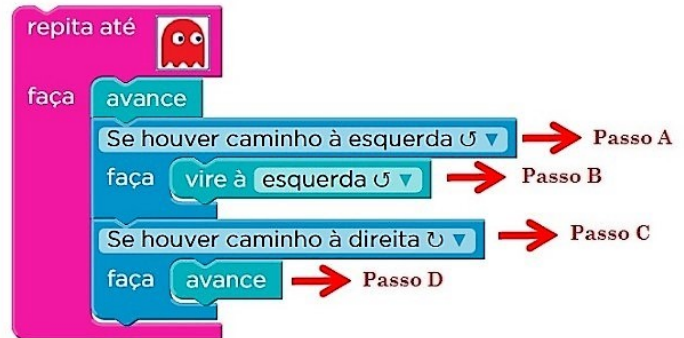 repita até
faça avance
Se houver caminho à esquerda ↺ ▼ Passo A
faça vire à esquerda ↺ ▼ Passo B
Se houver caminho à direita ↻ ▼ Passo C
faça avance Passo D